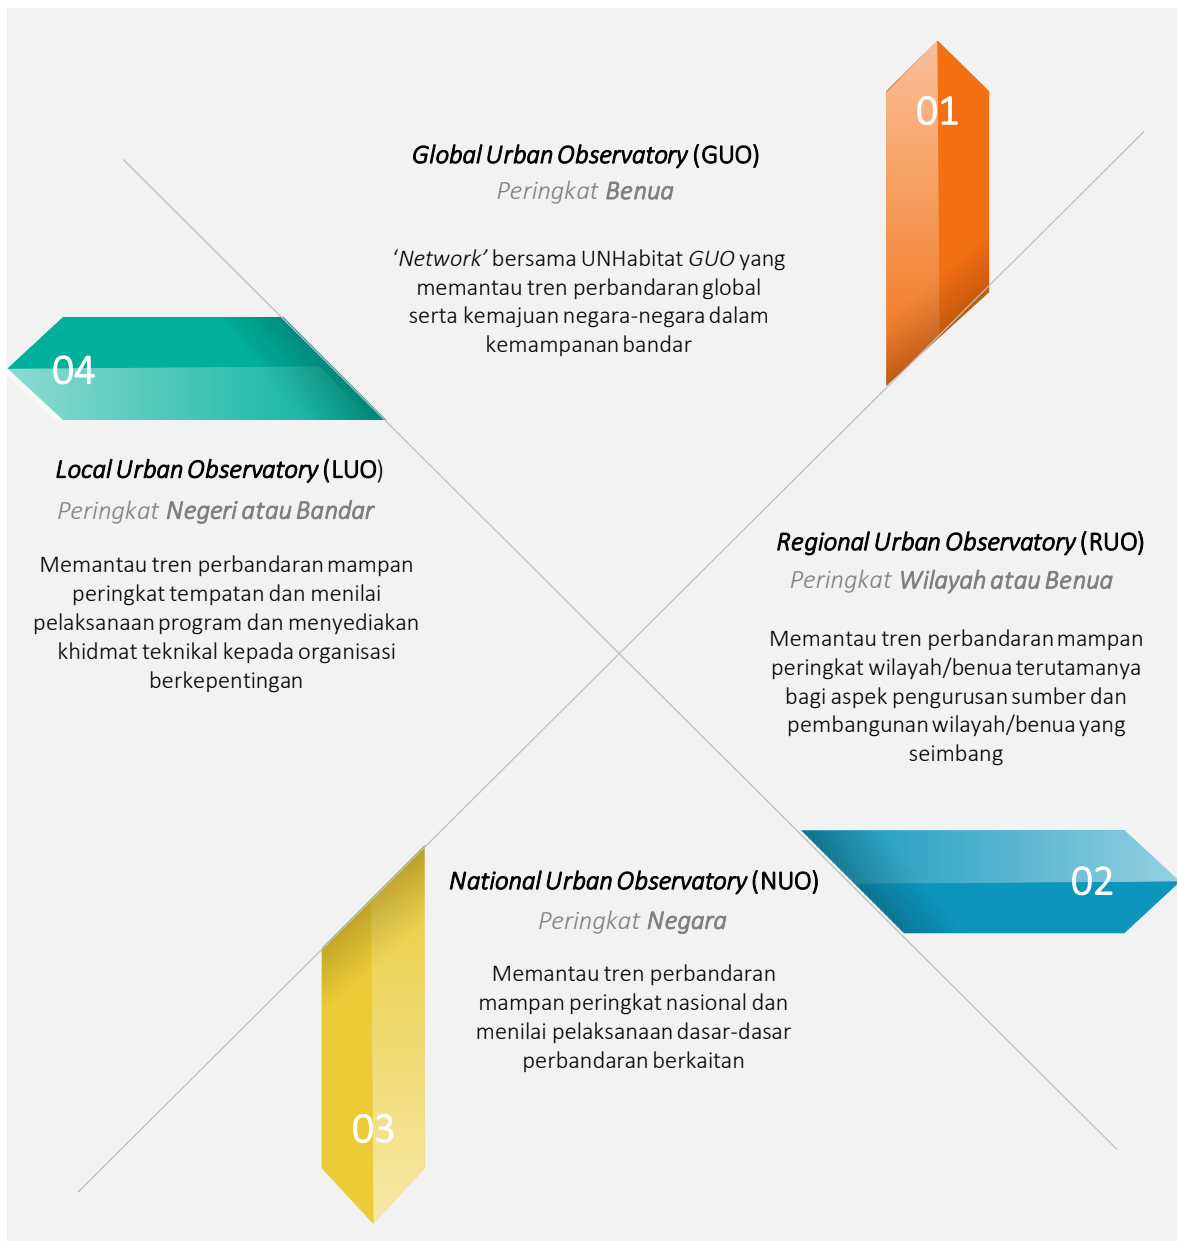 01
Global Urban Observatory (GUO)
Peringkat Benua
‘Network’ bersama UNHabitat GUO yang
memantau tren perbandaran global
serta kemajuan negara-negara dalam
kemampanan bandar
04
Local Urban Observatory (LUO)
Peringkat Negeri atau Bandar
Memantau tren perbandaran mampan
peringkat tempatan dan menilai
pelaksanaan program dan menyediakan
khidmat teknikal kepada organisasi
berkepentingan
Regional Urban Observatory (RUO)
Peringkat Wilayah atau Benua
Memantau tren perbandaran mampan
peringkat wilayah/benua terutamanya
bagi aspek pengurusan sumber dan
pembangunan wilayah/benua yang
seimbang
02
National Urban Observatory (NUO)
Peringkat Negara
Memantau tren perbandaran
mampan peringkat nasional dan
menilai pelaksanaan dasar-dasar
perbandaran berkaitan
03